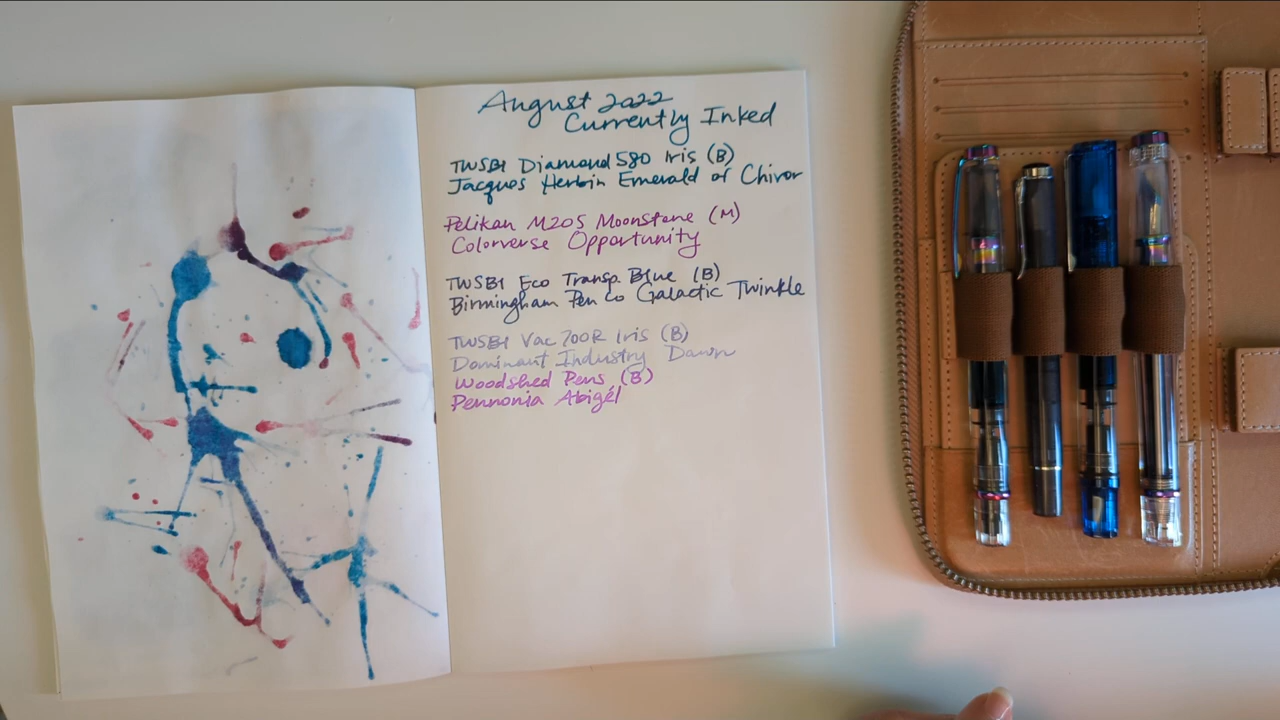 August 2022
Currently Inked
TWSBI Diamond 580 Iris (B)
Jacques Herbin Emerald of Chivor
Pelikan M205 Moonstone (M)
Colorverse Opportunity
TWSBI Eco Transp. Blue (B)
Birmingham Pen Co Galactic Twinkle
TWSBI Vac 700R Iris (B)
Dominant Industry Dawn
Woodshed Pens (B)
Pennonia Abigél